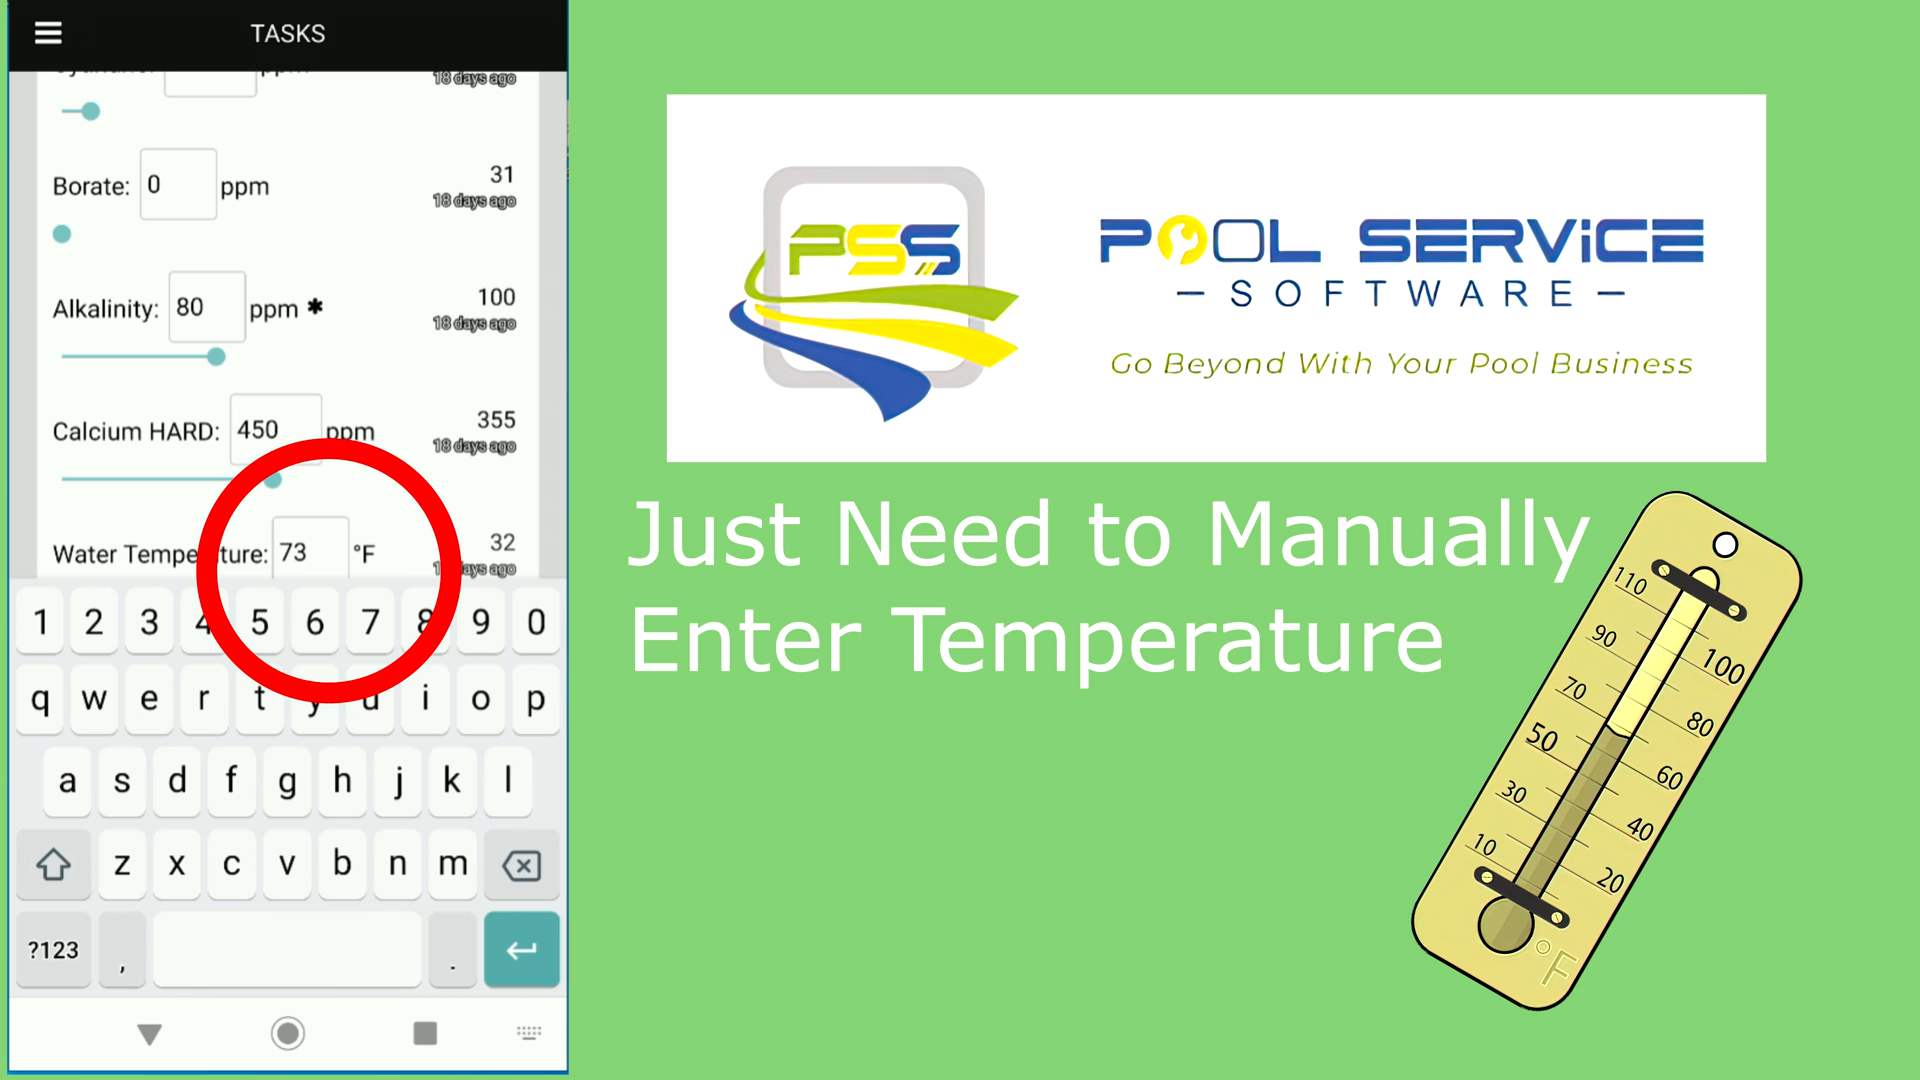 TASKS
18 days ago
Borate: 0 ppm 31
18 days ago
Alkalinity: 80 ppm * 100
18 days ago
Calcium HARD: 450 ppm 355
18 days ago
Water Temperature: 73 °F 32
days ago
1 2 3 4 5 6 7 8 9 0
q w e r t y u i o p
a s d f g h j k l
z x c v b n m
?123 , .
PSS
POOL SERViCE
– SOFTWARE –
Go Beyond With Your Pool Business
Just Need to Manually
Enter Temperature
110
100
90
80
70
60
50
40
30
20
10
°F